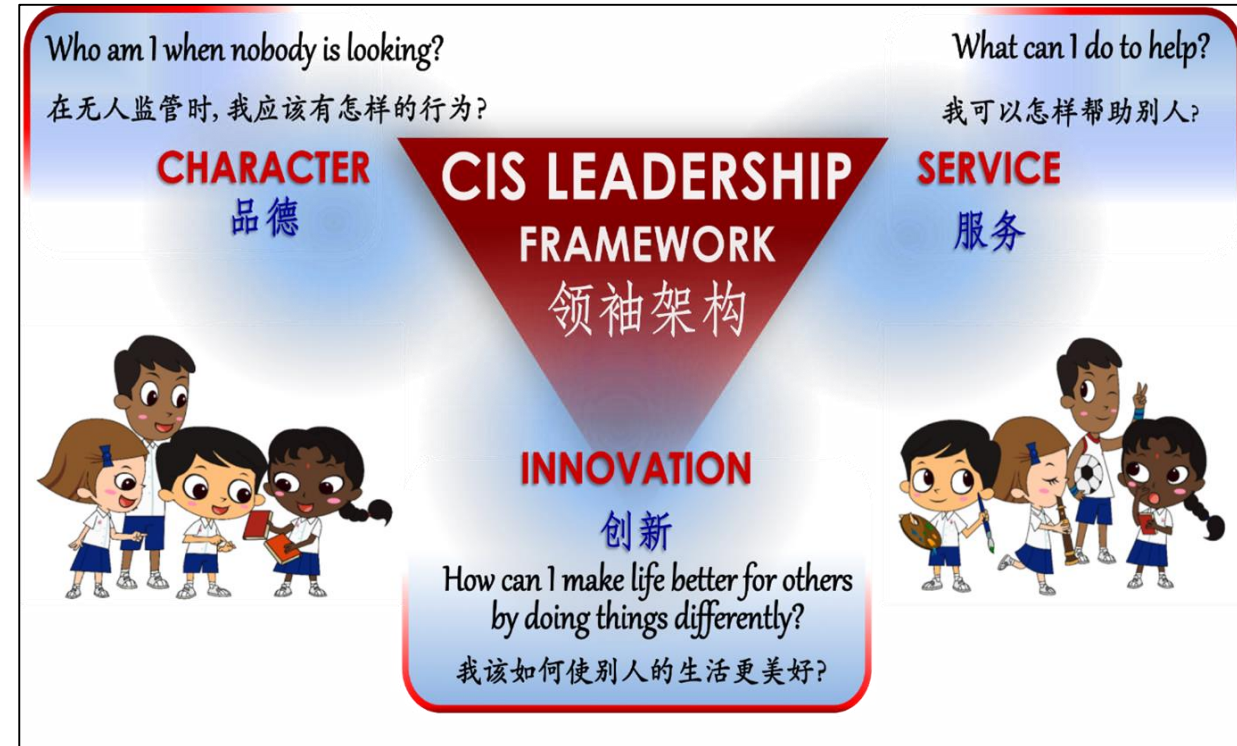 Who am I when nobody is looking?
在无人监管时, 我应该有怎样的行为?
CHARACTER
品德
CIS LEADERSHIP
FRAMEWORK
领袖架构
What can I do to help?
我可以怎样帮助别人?
SERVICE
服务
INNOVATION
创新
How can I make life better for others
by doing things differently?
我该如何使别人的生活更美好?